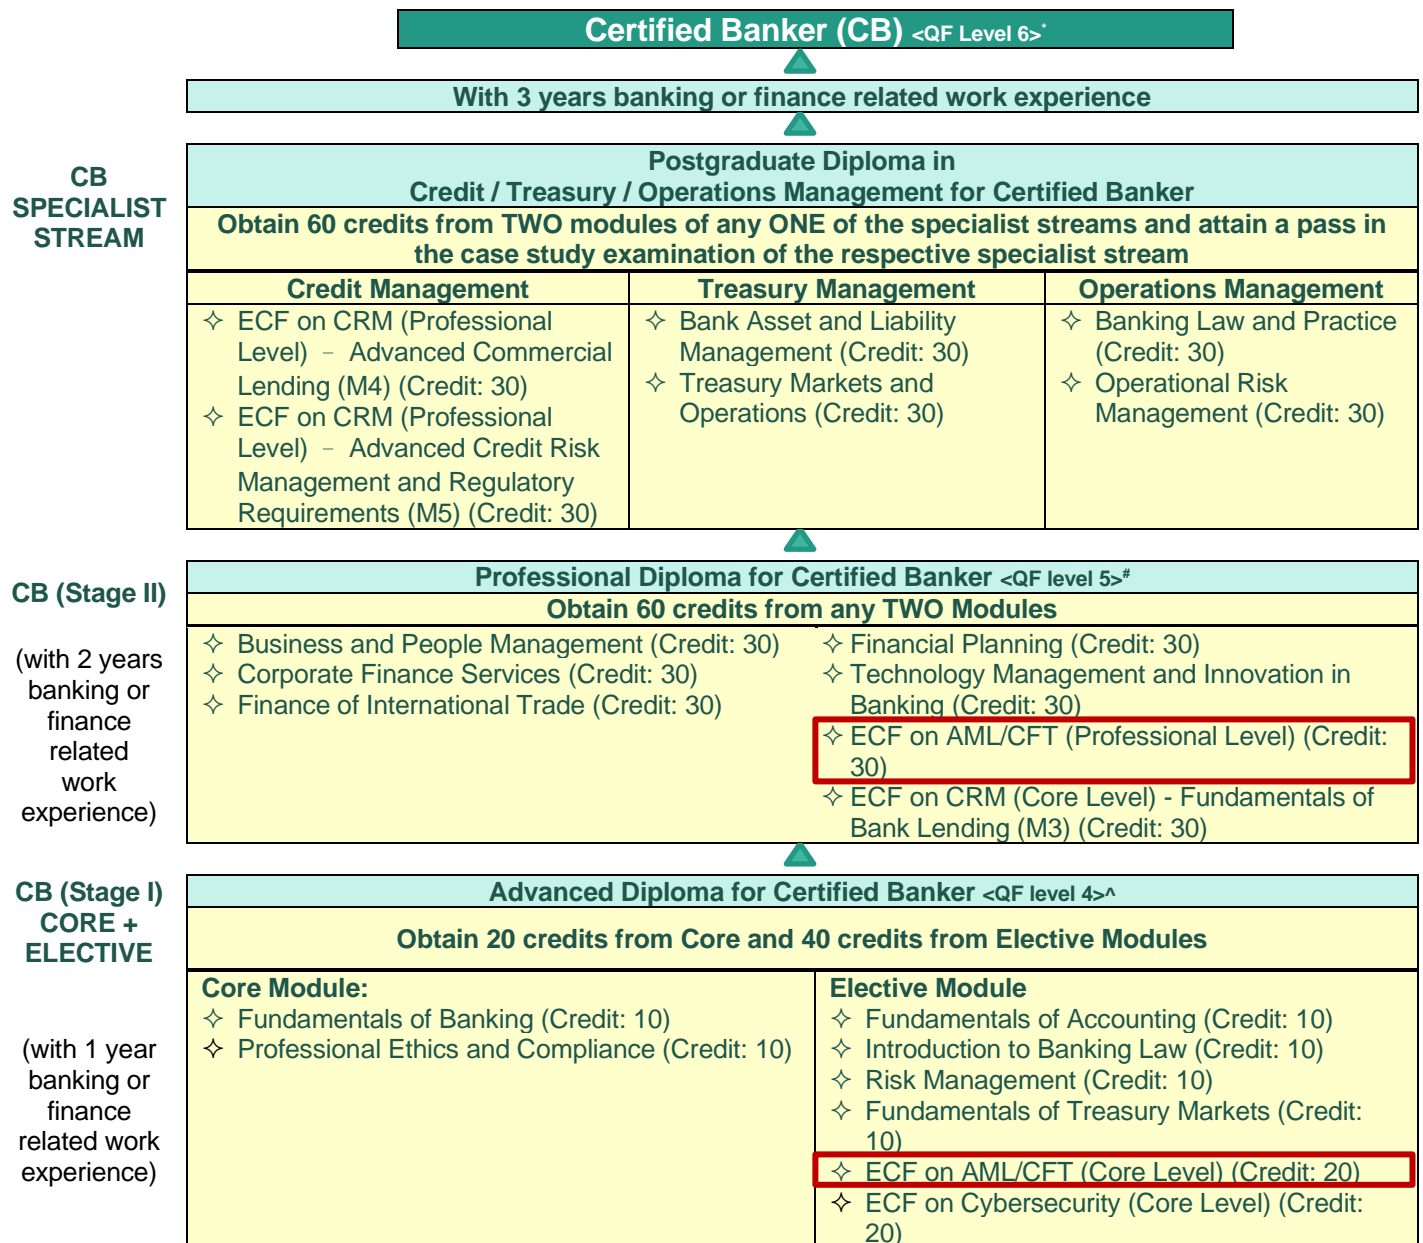 Certified Banker (CB) <QF Level 6>*
With 3 years banking or finance related work experience
CB
SPECIALIST
STREAM
Postgraduate Diploma in
Credit / Treasury / Operations Management for Certified Banker
Obtain 60 credits from TWO modules of any ONE of the specialist streams and attain a pass in
the case study examination of the respective specialist stream
Credit Management
✧ ECF on CRM (Professional
Level) – Advanced Commercial
Lending (M4) (Credit: 30)
✧ ECF on CRM (Professional
Level) – Advanced Credit Risk
Management and Regulatory
Requirements (M5) (Credit: 30)
Treasury Management
✧ Bank Asset and Liability
Management (Credit: 30)
✧ Treasury Markets and
Operations (Credit: 30)
Operations Management
✧ Banking Law and Practice
(Credit: 30)
✧ Operational Risk
Management (Credit: 30)
CB (Stage II)
(with 2 years
banking or
finance
related
work
experience)
Professional Diploma for Certified Banker <QF level 5>#
Obtain 60 credits from any TWO Modules
✧ Business and People Management (Credit: 30)
✧ Corporate Finance Services (Credit: 30)
✧ Finance of International Trade (Credit: 30)
✧ Financial Planning (Credit: 30)
✧ Technology Management and Innovation in
Banking (Credit: 30)
✧ ECF on AML/CFT (Professional Level) (Credit:
30)
✧ ECF on CRM (Core Level) - Fundamentals of
Bank Lending (M3) (Credit: 30)
CB (Stage I)
CORE +
ELECTIVE
(with 1 year
banking or
finance
related work
experience)
Advanced Diploma for Certified Banker <QF level 4>^
Obtain 20 credits from Core and 40 credits from Elective Modules
Core Module:
✧ Fundamentals of Banking (Credit: 10)
✧ Professional Ethics and Compliance (Credit: 10)
Elective Module
✧ Fundamentals of Accounting (Credit: 10)
✧ Introduction to Banking Law (Credit: 10)
✧ Risk Management (Credit: 10)
✧ Fundamentals of Treasury Markets (Credit:
10)
✧ ECF on AML/CFT (Core Level) (Credit: 20)
✧ ECF on Cybersecurity (Core Level) (Credit:
20)